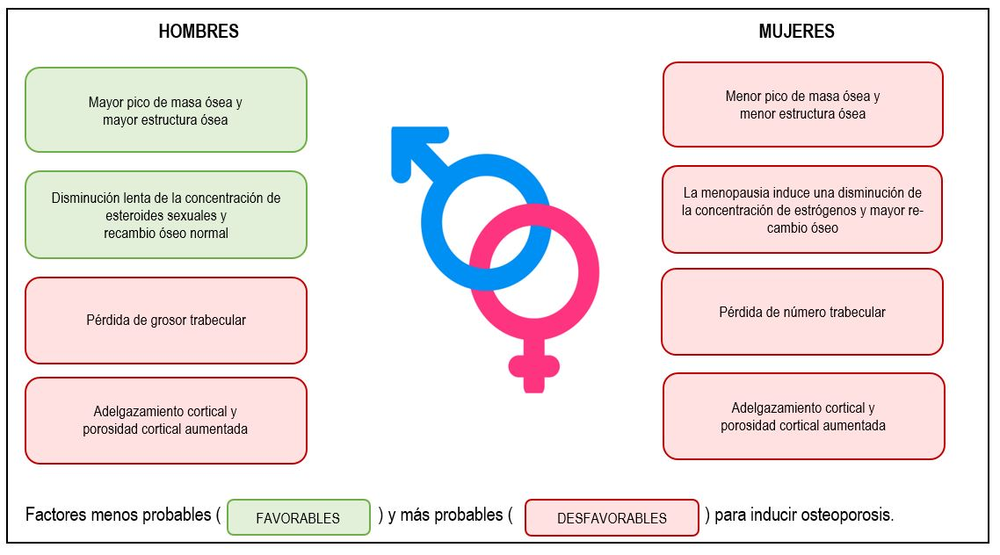 HOMBRES
Mayor pico de masa ósea y
mayor estructura ósea
Disminución lenta de la concentración de
esteroides sexuales y
recambio óseo normal
Pérdida de grosor trabecular
Adelgazamiento cortical y
porosidad cortical aumentada
MUJERES
Menor pico de masa ósea y
menor estructura ósea
La menopausia induce una disminución de
la concentración de estrógenos y mayor re-
cambio óseo
Pérdida de número trabecular
Adelgazamiento cortical y
porosidad cortical aumentada
Factores menos probables ( FAVORABLES ) y más probables ( DESFAVORABLES ) para inducir osteoporosis.